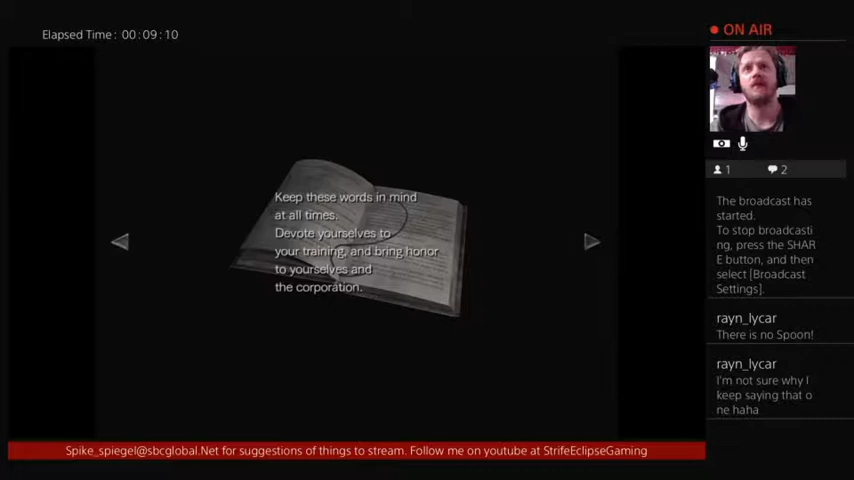 Elapsed Time: 00:09:10
ON AIR
Keep these words in mind
at all times.
Devote yourselves to
your training, and bring honor
to yourselves and
the corporation.
1
2
The broadcast has
started.
To stop broadcasti
ng, press the SHAR
E button, and then
select [Broadcast
Settings].
rayn_lycar
There is no Spoon!
rayn_lycar
I'm not sure why I
keep saying that o
ne haha
Spike_spiegel@sbcglobal.Net for suggestions of things to stream. Follow me on youtube at StrifeEclipseGaming